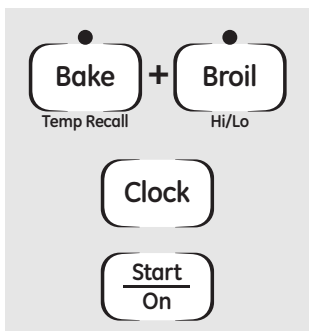 Bake + Broil
Temp Recall Hi/Lo
Clock
Start
On